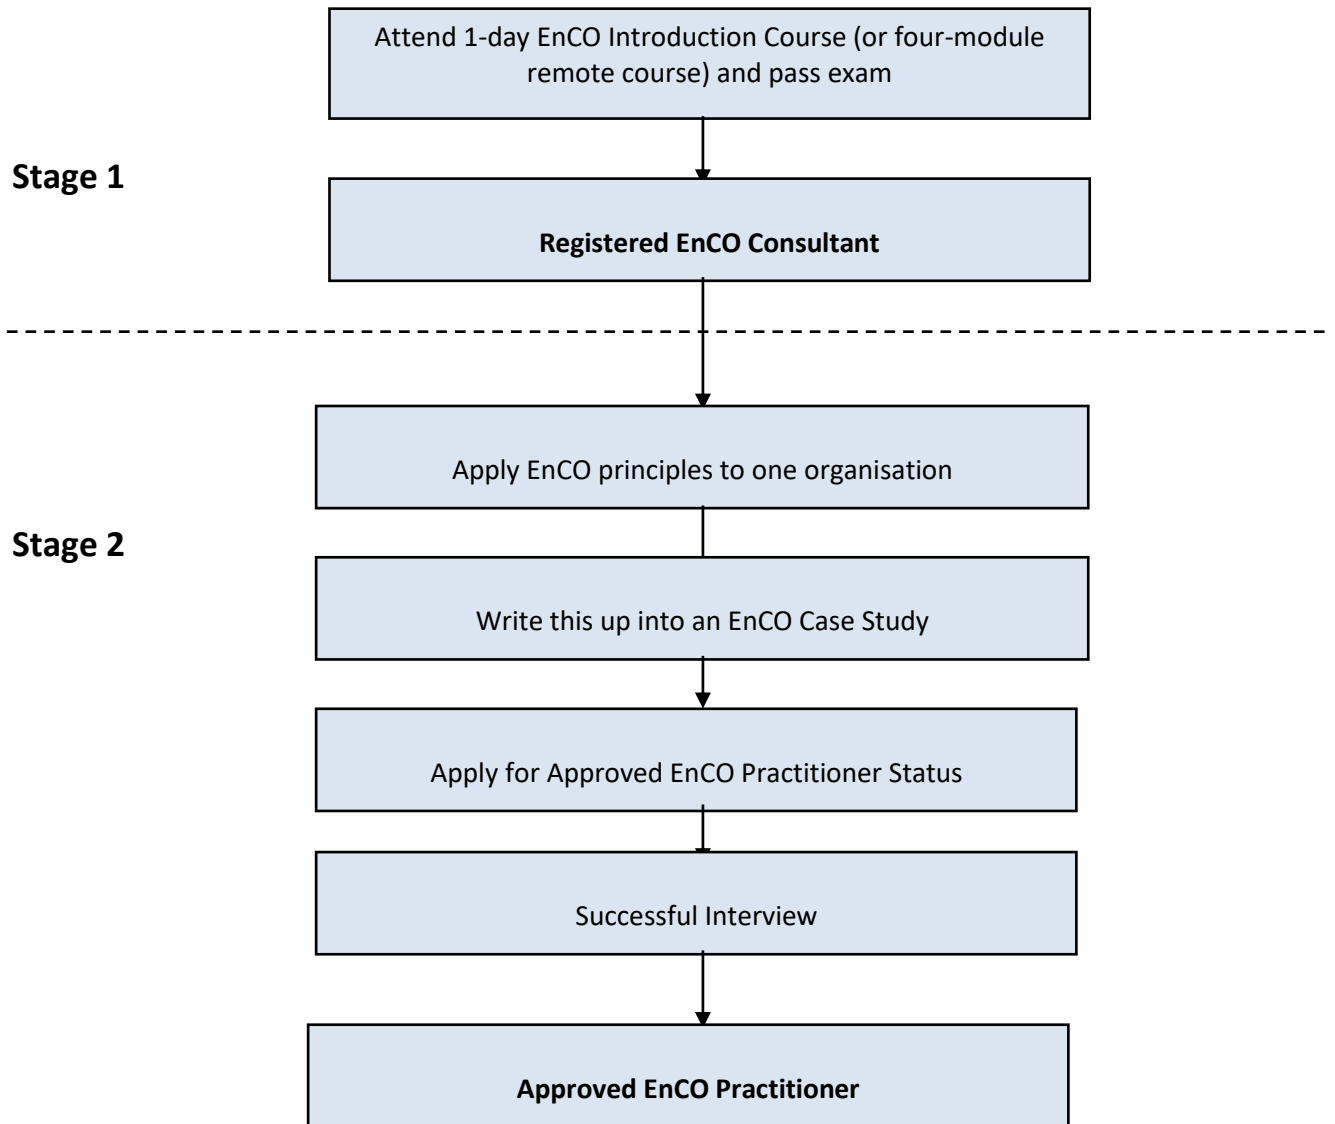 Attend 1-day EnCO Introduction Course (or four-module
remote course) and pass exam
Stage 1
Registered EnCO Consultant
Apply EnCO principles to one organisation
Stage 2
Write this up into an EnCO Case Study
Apply for Approved EnCO Practitioner Status
Successful Interview
Approved EnCO Practitioner